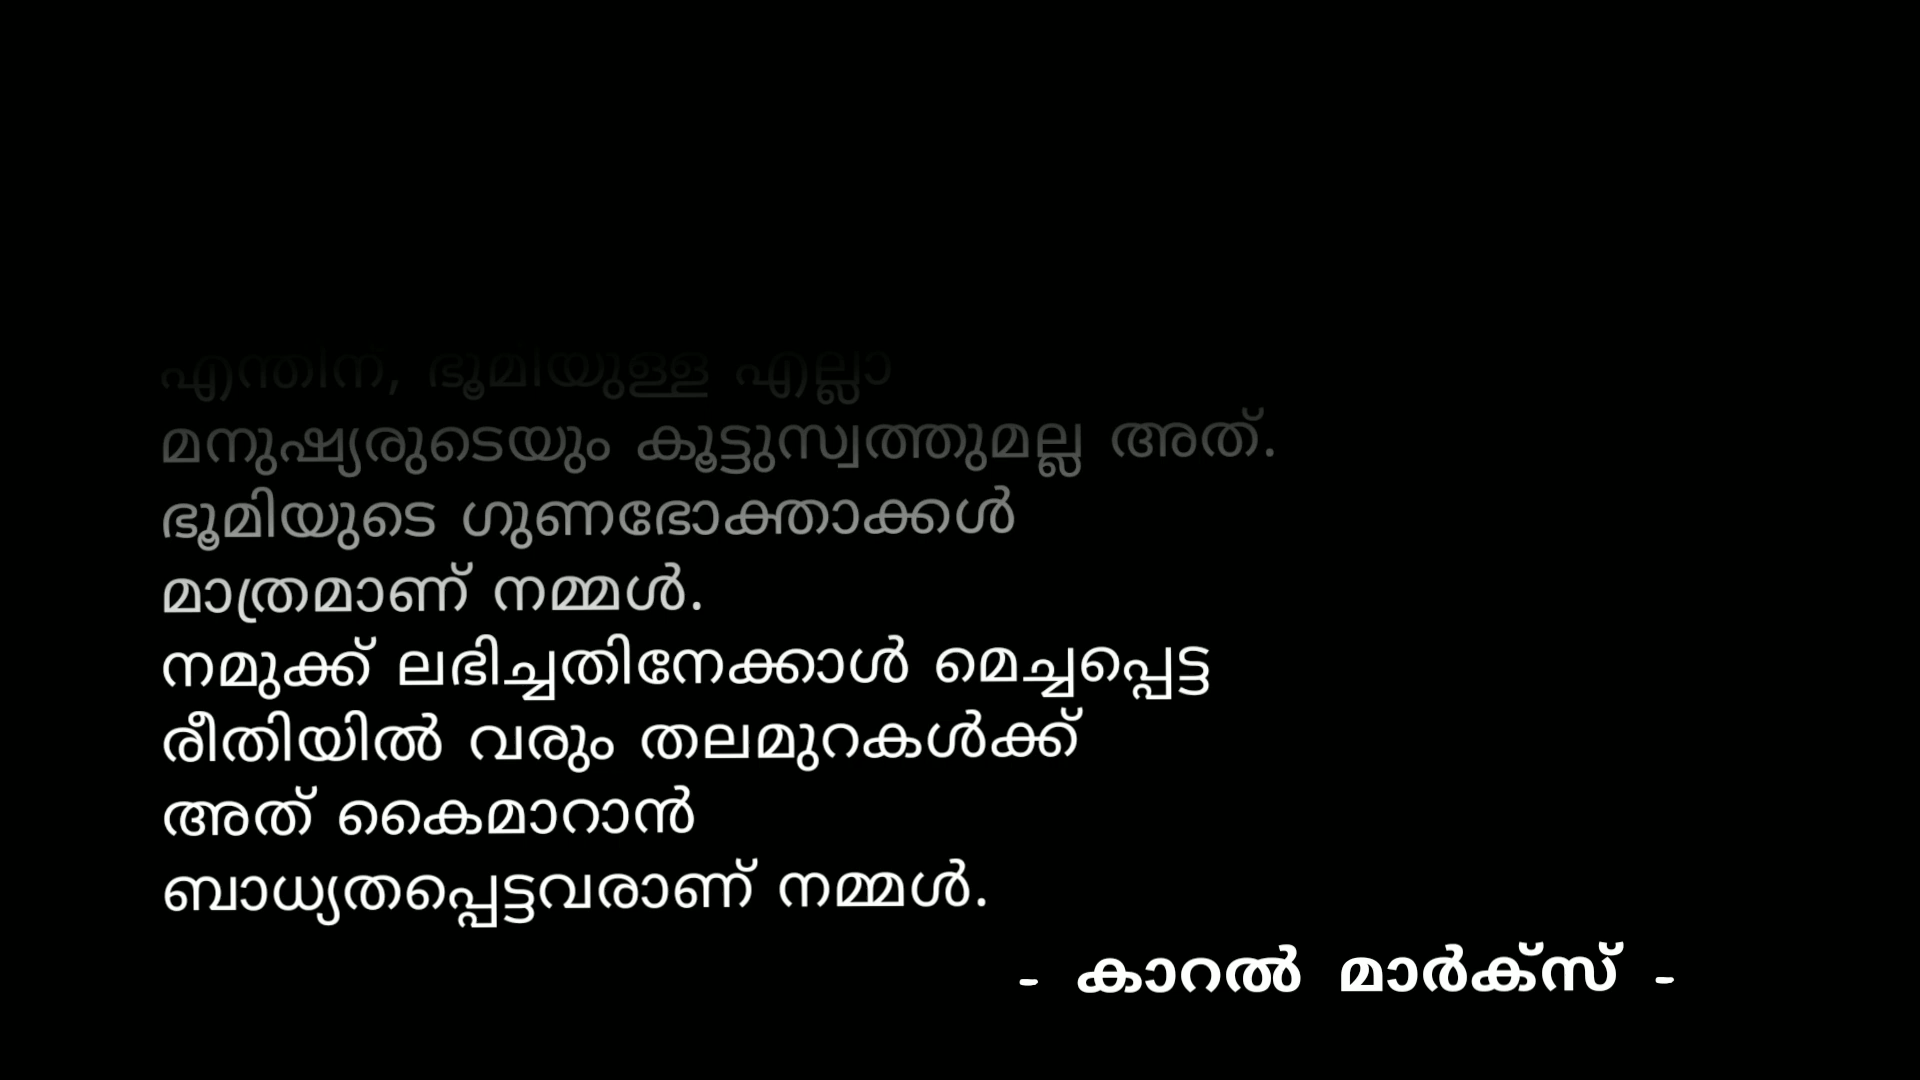 എന്തിന്, ഭൂമിയുള്ള എല്ലാ
മനുഷ്യരുടെയും കൂട്ടുസ്വത്തുമല്ല അത്.
ഭൂമിയുടെ ഗുണഭോക്താക്കൾ
മാത്രമാണ് നമ്മൾ.
നമുക്ക് ലഭിച്ചതിനേക്കാൾ മെച്ചപ്പെട്ട
രീതിയിൽ വരും തലമുറകൾക്ക്
അത് കൈമാറാൻ
ബാധ്യതപ്പെട്ടവരാണ് നമ്മൾ.
- കാറൽ മാർക്സ് -